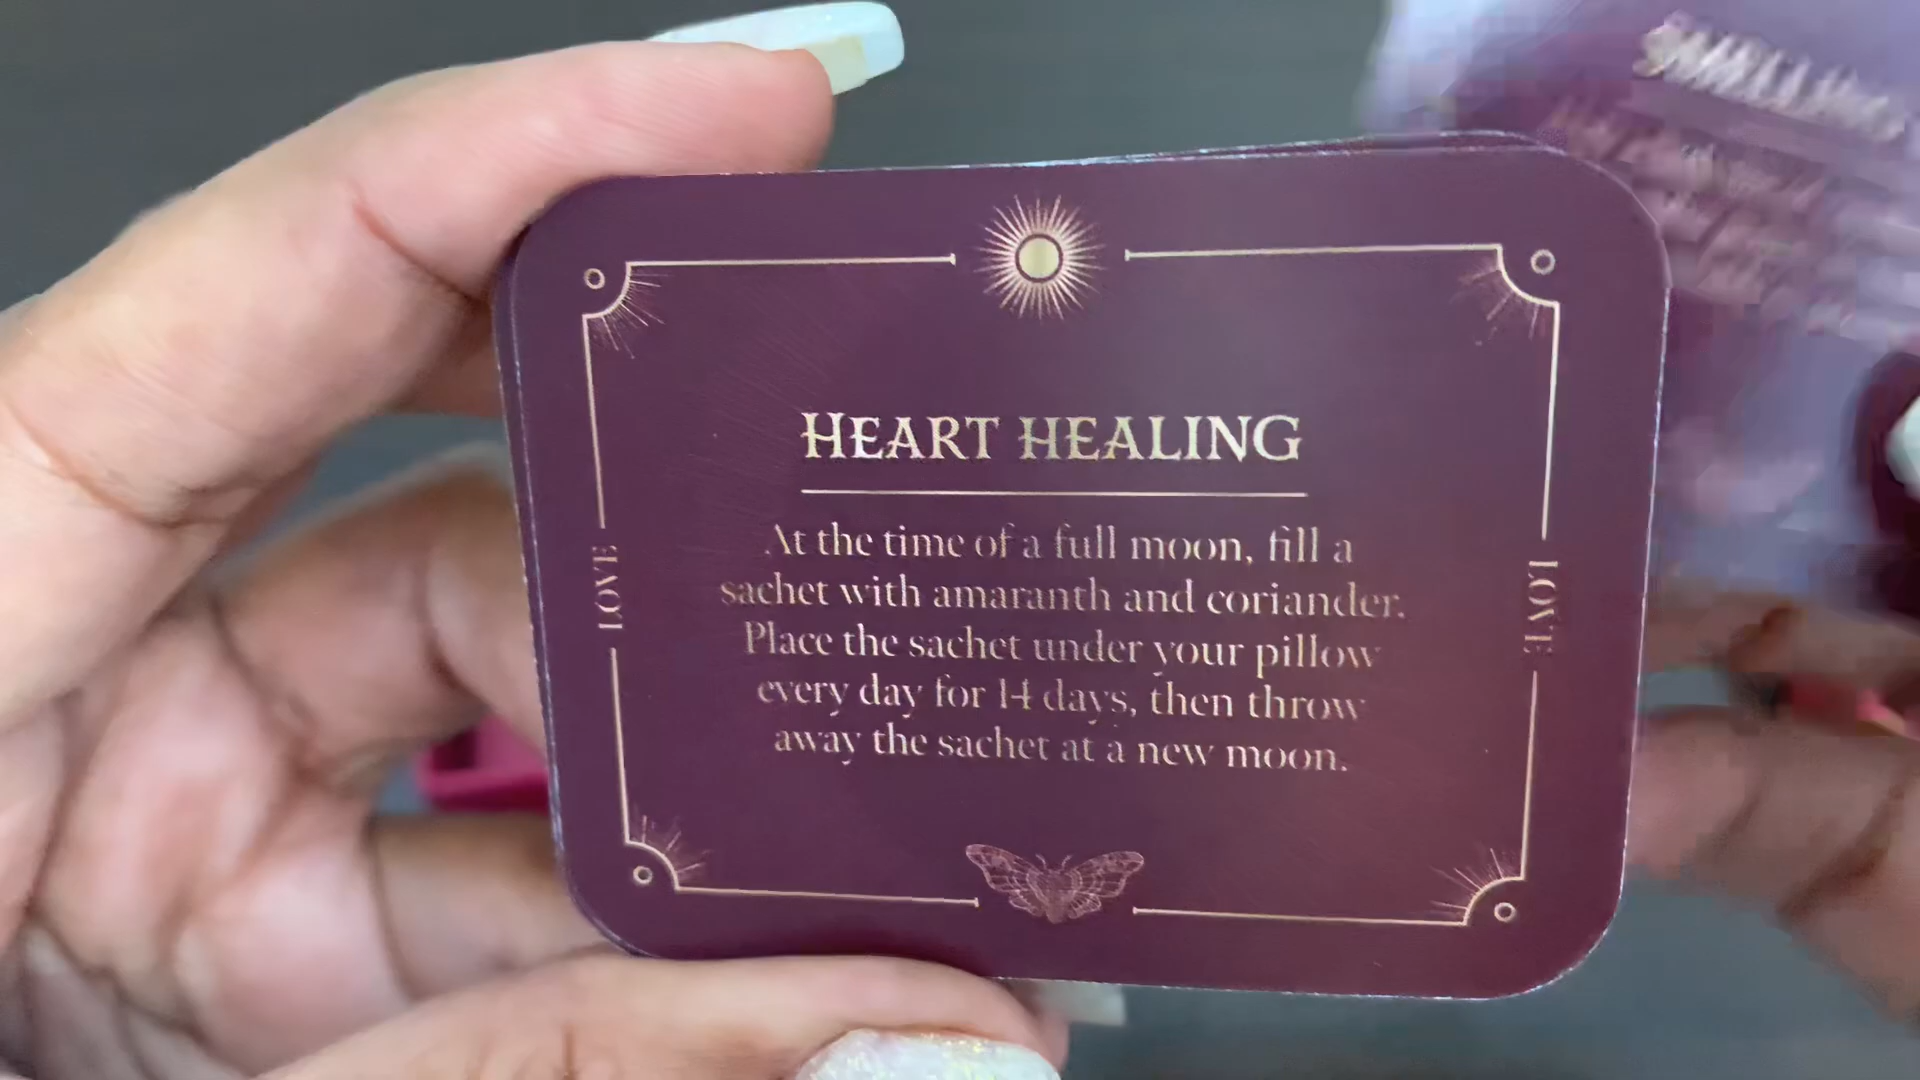 HEART HEALING
At the time of a full moon, fill a
sachet with amaranth and coriander.
Place the sachet under your pillow
every day for 14 days, then throw
away the sachet at a new moon.
LOVE
LOVE